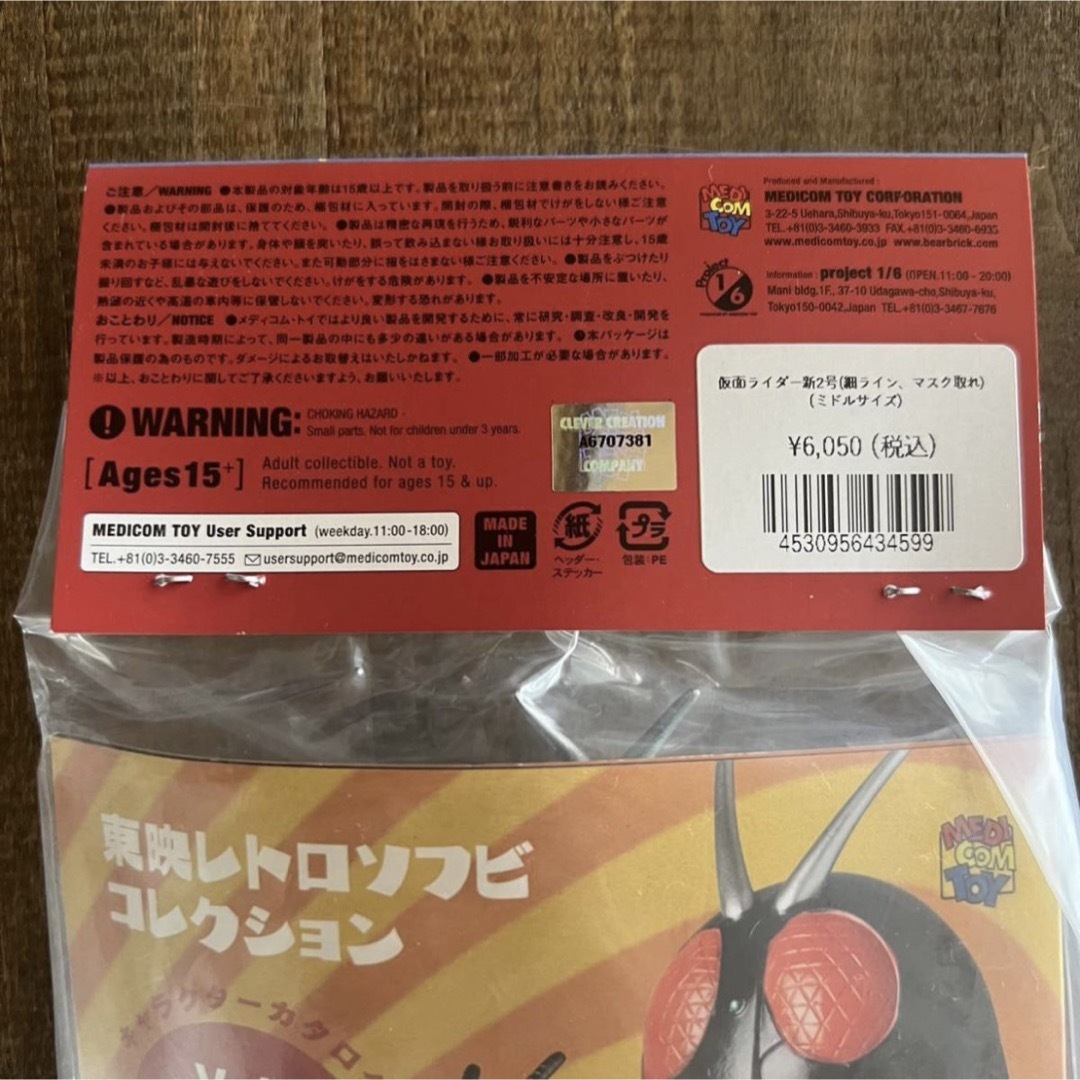 ご注意／WARNING ●本製品の対象年齢は15歳以上です。製品を取り扱う前に注意書きをお読みください。
●製品およびその部品は、保護のため、梱包材に入っています。開封の際、梱包材でけがをしない様ご注意
ください。梱包材は開封後に捨ててください。 ●製品は精密な再現を行うため、鋭利なパーツや小さなパーツが
含まれている場合があります。身体や顔を突いたり、誤って飲み込まない様お取り扱いには十分注意し、15歳
未満のお子様には与えないでください。また可動部分に指をはさまない様ご注意ください。 ●製品をぶつけたり
振り回すなど、乱暴な遊びをしないでください。けがをする危険があります。 ●製品を不安定な場所に置いたり、
熱源の近くや高温の車内等に保管しないでください。変形する恐れがあります。
おことわり／NOTICE ●メディコム・トイではより良い製品を開発するために、常に研究・調査・改良・開発を
行っています。製造時期によって、同一製品の中にも多少の違いがある場合があります。 ●本パッケージは
製品保護の為のものです。ダメージによるお取替えはいたしかねます。 ●一部加工が必要な場合があります。
※以上、おことわりに関してご了承くださいますよう、お願いいたします。
WARNING: CHOKING HAZARD -
Small parts. Not for children under 3 years.
[Ages15+] Adult collectible. Not a toy.
Recommended for ages 15 & up.
MEDICOM TOY User Support (weekday.11:00-18:00)
TEL.+81(0)3-3460-7555 usersupport@medicomtoy.co.jp
MADE
IN
JAPAN
紙
ヘッダー・
ステッカー
プラ
包装:PE
CLEVER CREATION
A6707381
COMPANY
MEDI
COM
TOY
Produced and Manufactured :
MEDICOM TOY CORPORATION
3-22-5 Uehara,Shibuya-ku,Tokyo151-0064,Japan
TEL.+81(0)3-3460-3933 FAX.+81(0)3-3460-6935
www.medicomtoy.co.jp www.bearbrick.com
Project
1/6
Information : project 1/6 (OPEN.11:00 - 20:00)
Mani bldg.1F, 37-10 Udagawa-cho,Shibuya-ku,
Tokyo150-0042,Japan TEL.+81(0)3-3467-7676
仮面ライダー新2号(細ライン、マスク取れ)
(ミドルサイズ)
¥6,050 (税込)
4530956434599
東映レトロソフビ
コレクション
キャラクターカタロ
MEDI
COM
TOY